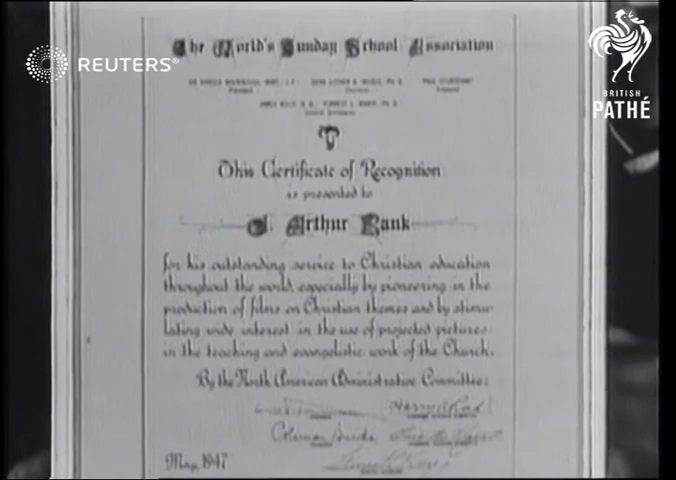 The World's Sunday School Association
REUTERS
BRITISH
PATHÉ
This Certificate of Recognition
is presented to
J. Arthur Rank
for his outstanding service to Christian education
throughout the world, especially by pioneering in the
production of films on Christian themes and by stimu-
lating wide interest in the use of projected pictures
in the teaching and evangelistic work of the Church.
By the North American Administrative Committee:
May, 1947